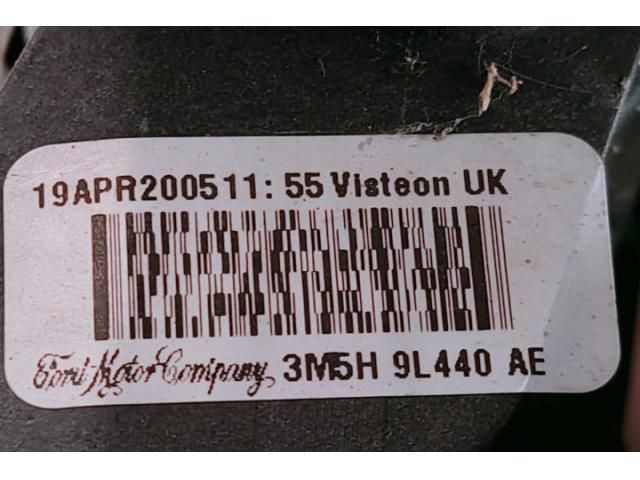 19APR200511:55 Visteon UK
Ford Motor Company 3M5H 9L440 AE